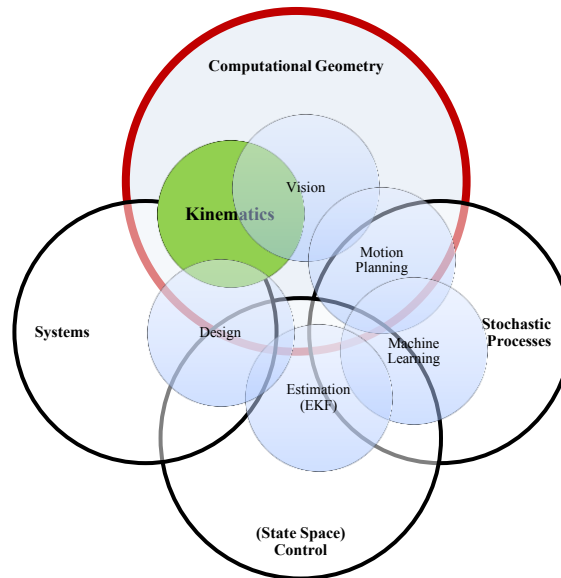 Computational Geometry
Vision
Kinematics
Motion
Planning
Systems
Design
Stochastic
Processes
Machine
Learning
Estimation
(EKF)
(State Space)
Control